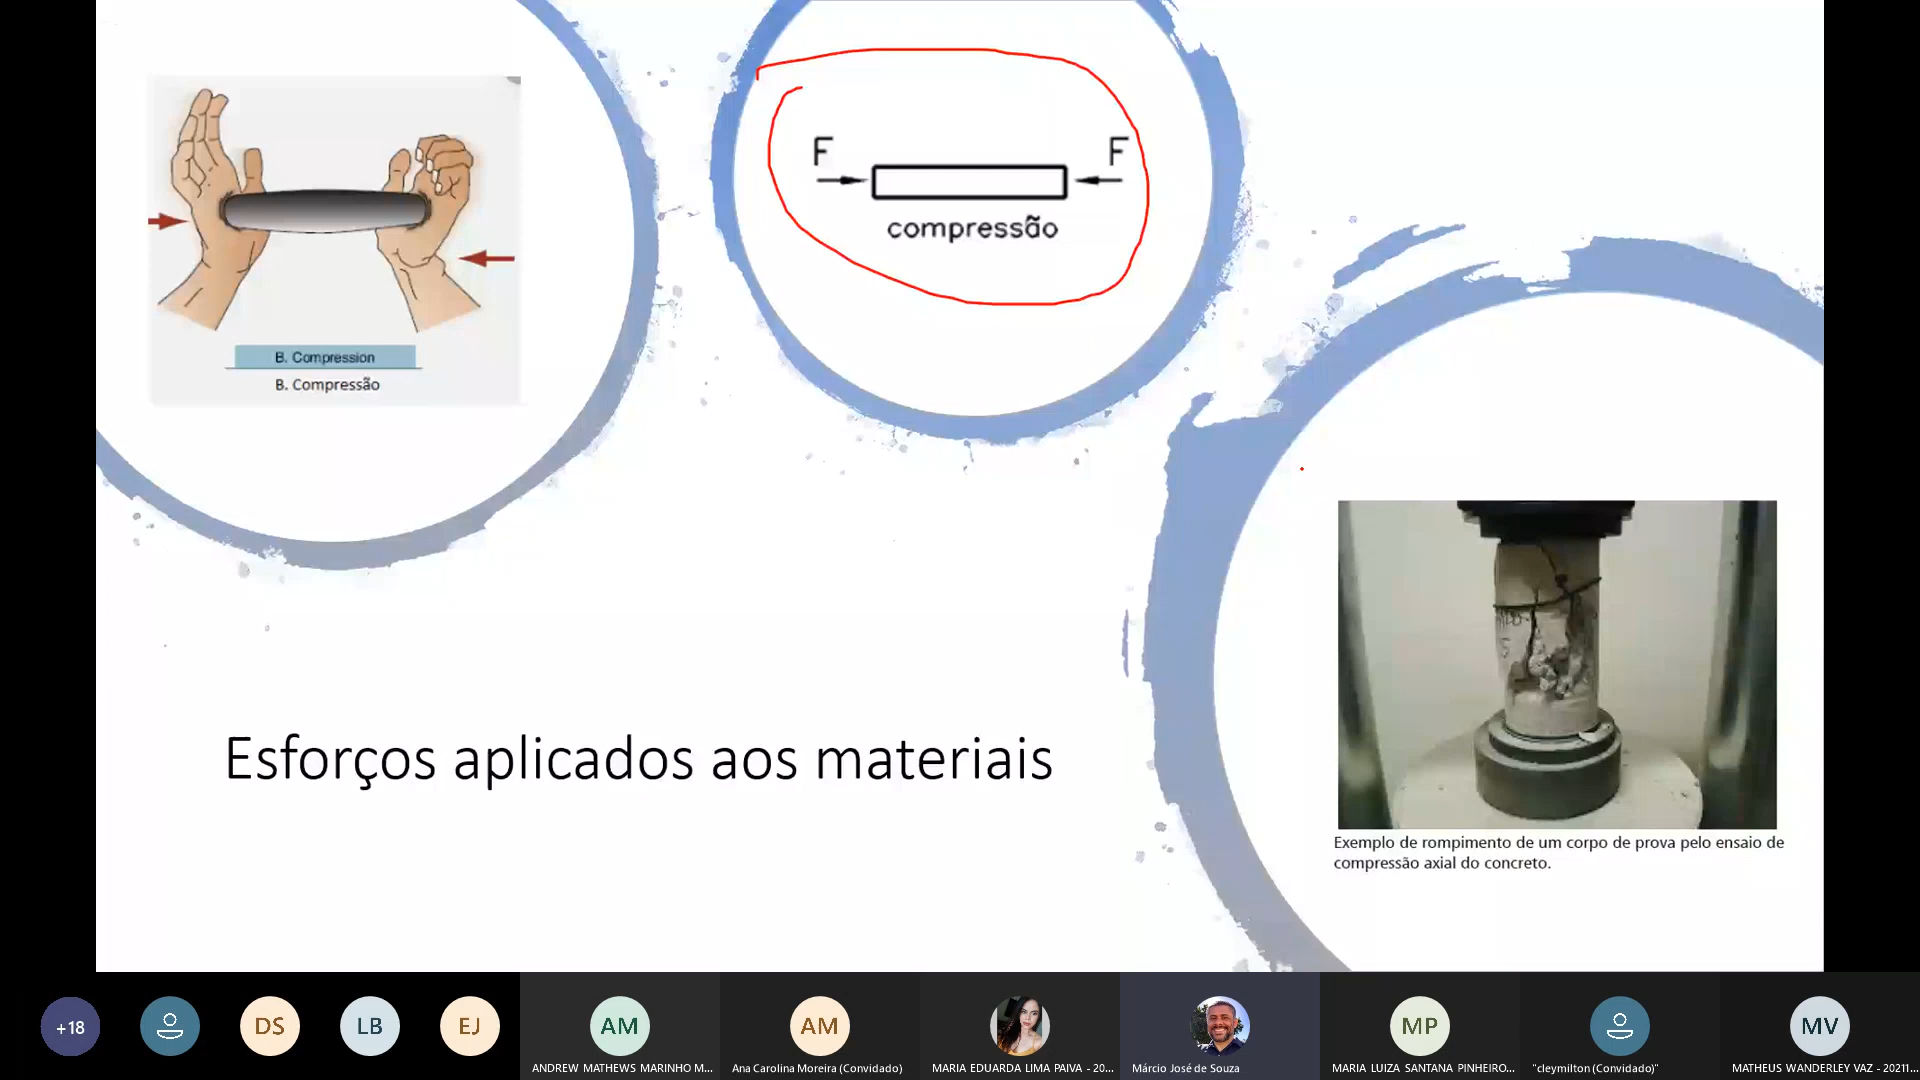 F
F
compressão
B. Compression
B. Compressão
Esforços aplicados aos materiais
Exemplo de rompimento de um corpo de prova pelo ensaio de
compressão axial do concreto.
+18
DS
LB
EJ
AM
AM
MP
MV
ANDREW MATHEWS MARINHO M...
Ana Carolina Moreira (Convidado)
MARIA EDUARDA LIMA PAIVA - 20...
Márcio José de Souza
MARIA LUIZA SANTANA PINHEIRO...
"cleymilton (Convidado)"
MATHEUS WANDERLEY VAZ - 20211...